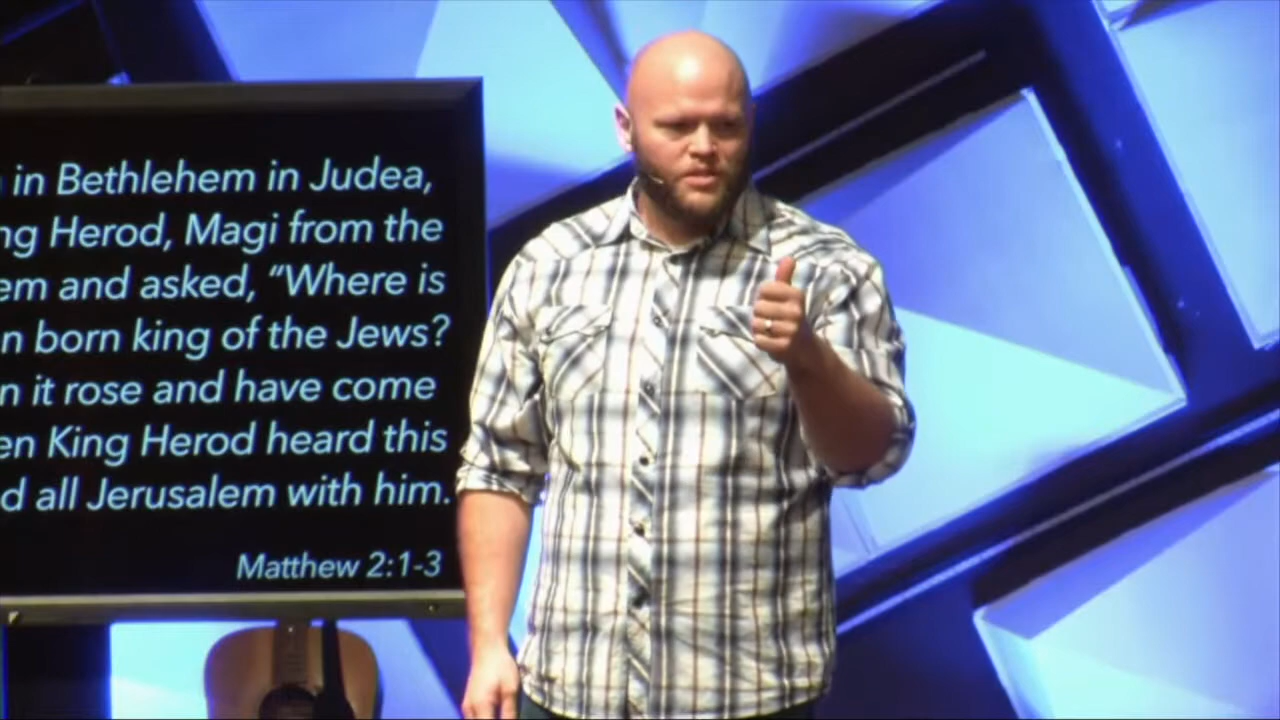 in Bethlehem in Judea,
ng Herod, Magi from the
em and asked, “Where is
n born king of the Jews?
n it rose and have come
en King Herod heard this
d all Jerusalem with him.
Matthew 2:1-3